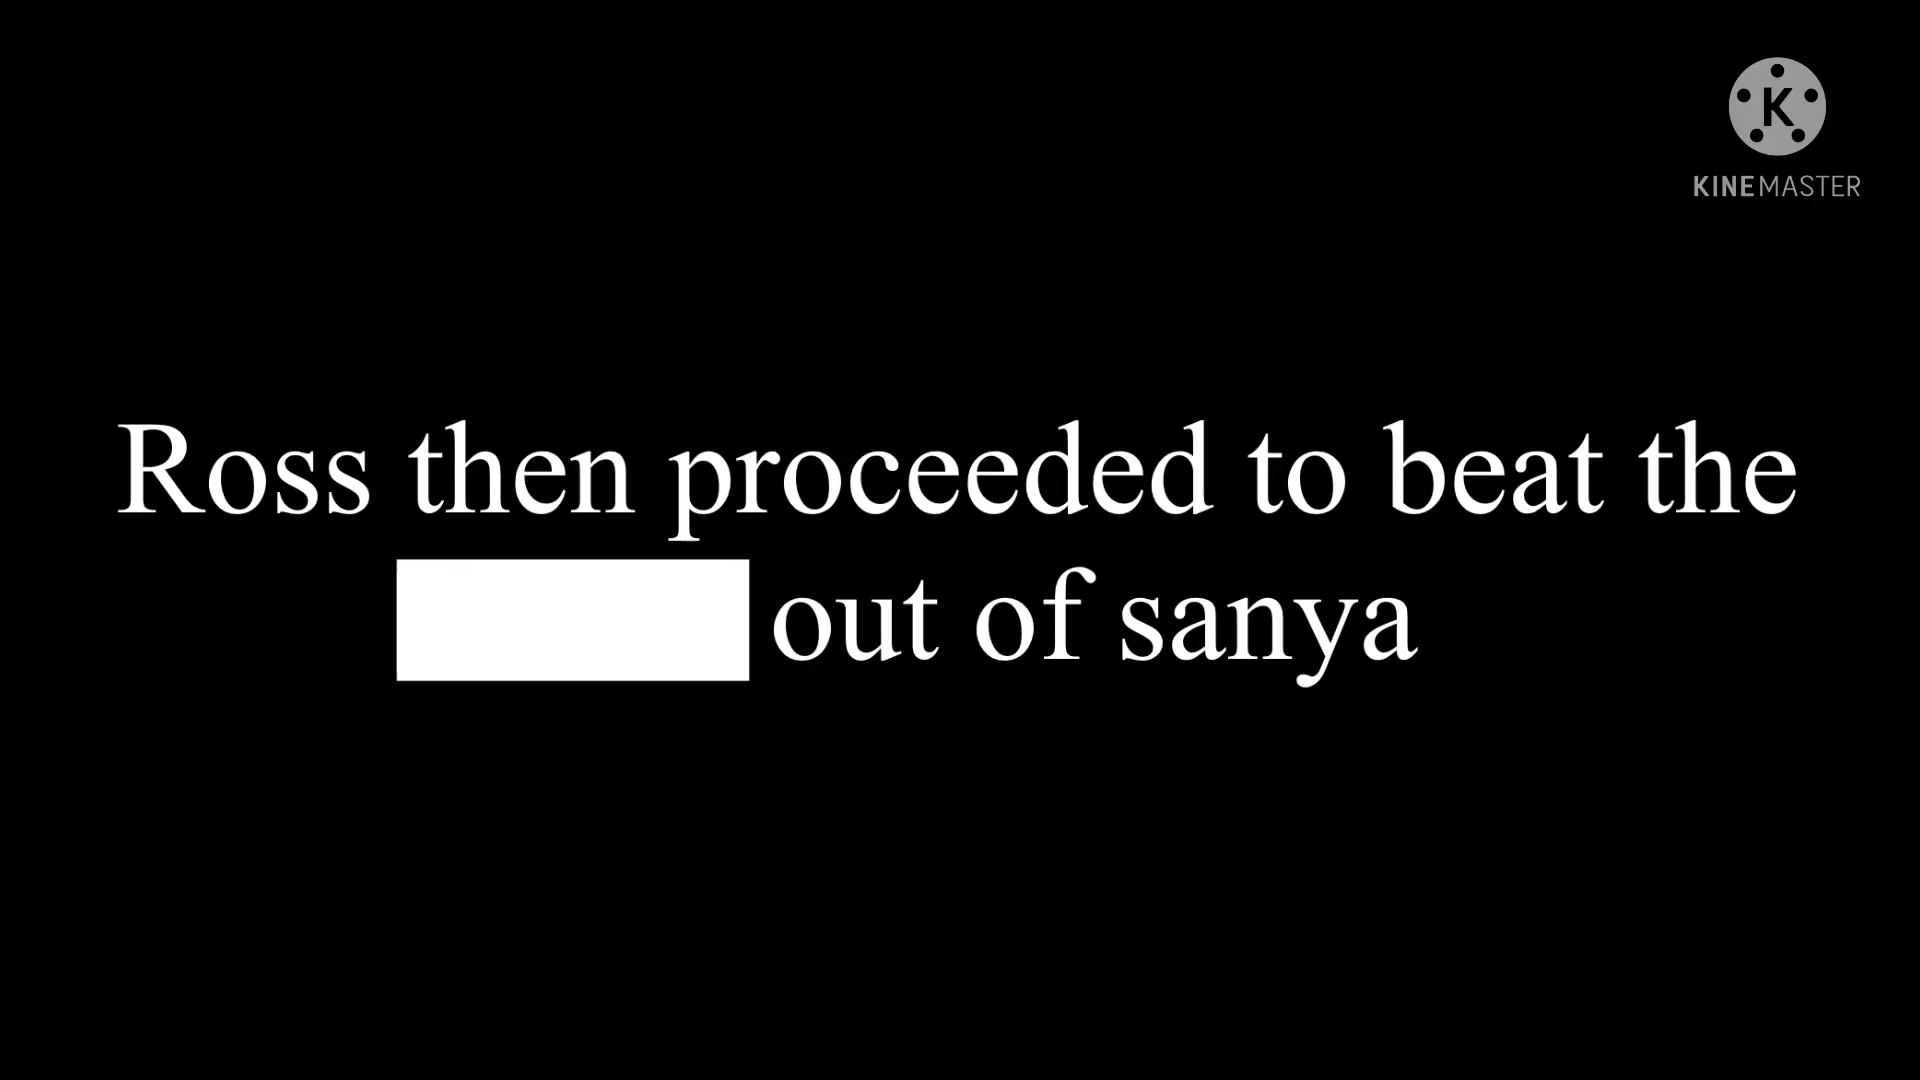 K
KINEMASTER
Ross then proceeded to beat the
out of sanya